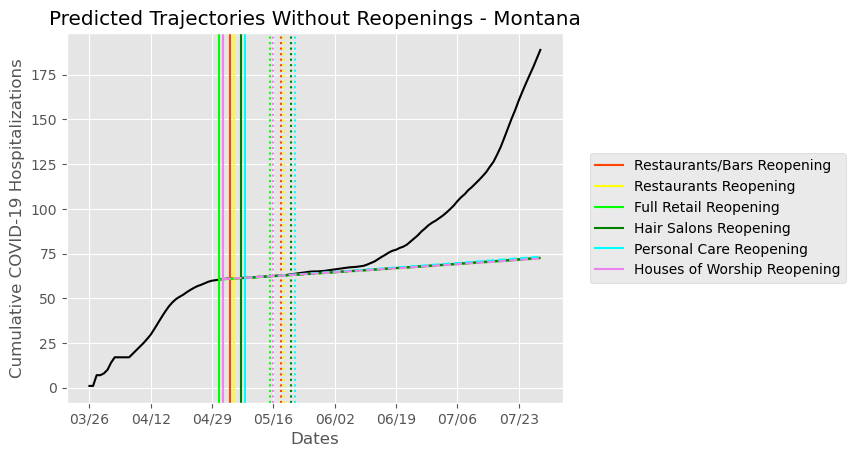 Predicted Trajectories Without Reopenings - Montana
Cumulative COVID-19 Hospitalizations
175
150
125
100
75
50
25
0
03/26 04/12 04/29 05/16 06/02 06/19 07/06 07/23
Dates
Restaurants/Bars Reopening
Restaurants Reopening
Full Retail Reopening
Hair Salons Reopening
Personal Care Reopening
Houses of Worship Reopening